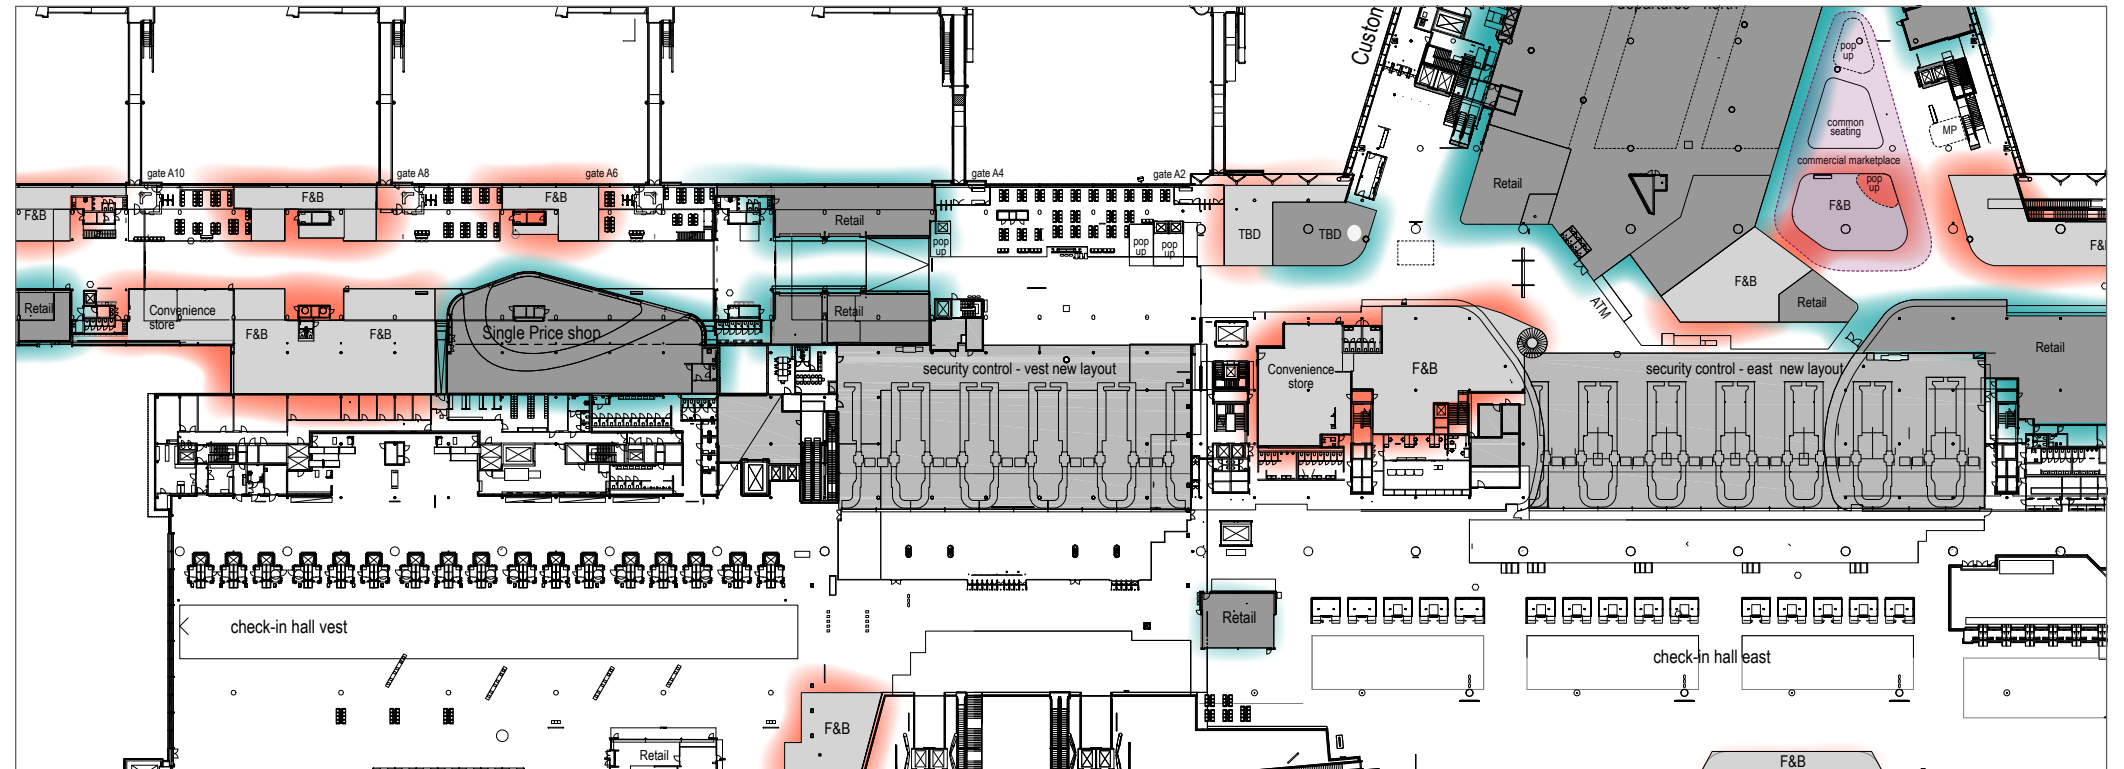 departures north
Custom
pop
up
common
seating
MP
commercial marketplace
pop
up
F&B
gate A10
gate A8
gate A6
gate A4
gate A2
F&B
F&B
F&B
Retail
pop
up
pop
up
pop
up
TBD
TBD
Retail
F&B
F&B
Retail
ATM
Retail
Convenience
store
F&B
F&B
Single Price shop
Retail
Retail
security control - vest new layout
Convenience
store
F&B
security control - east new layout
check-in hall vest
Retail
check-in hall east
F&B
Retail
F&B